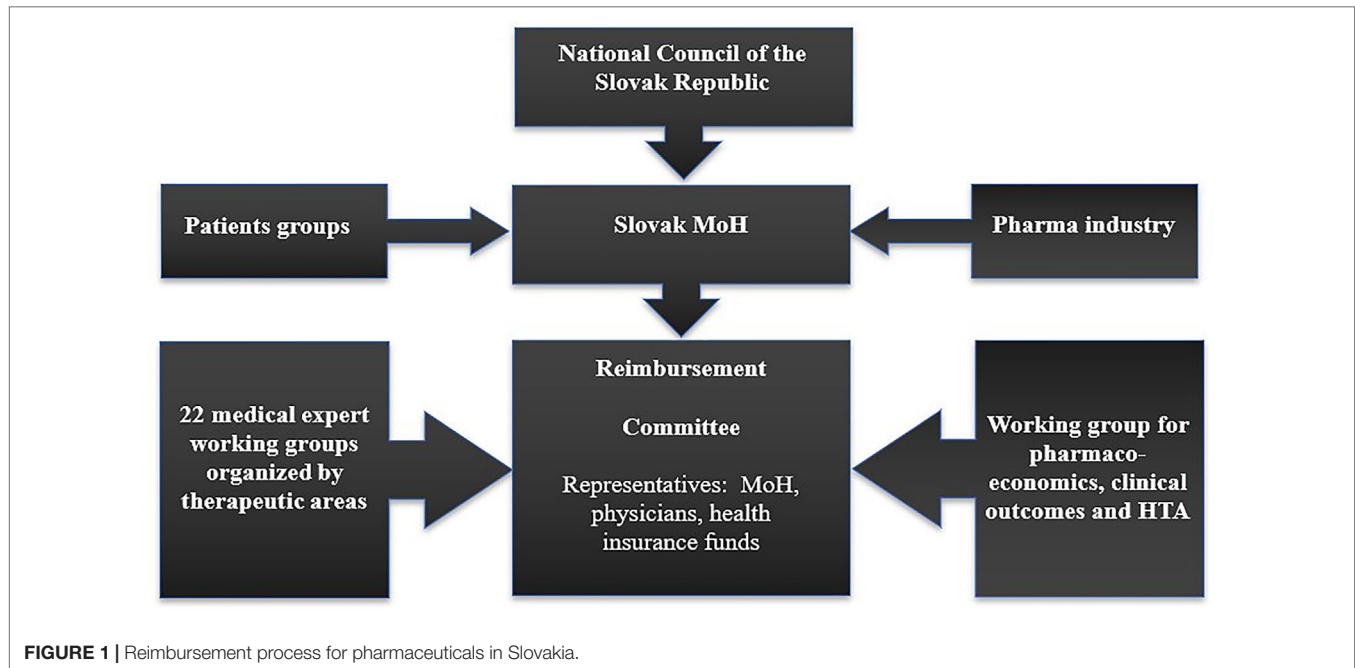 National Council of the
Slovak Republic
Patients groups
Slovak MoH
Pharma industry
22 medical expert
working groups
organized by
therapeutic areas
Reimbursement
Committee
Representatives: MoH,
physicians, health
insurance funds
Working group for
pharmaco-
economics, clinical
outcomes and HTA
FIGURE 1 | Reimbursement process for pharmaceuticals in Slovakia.